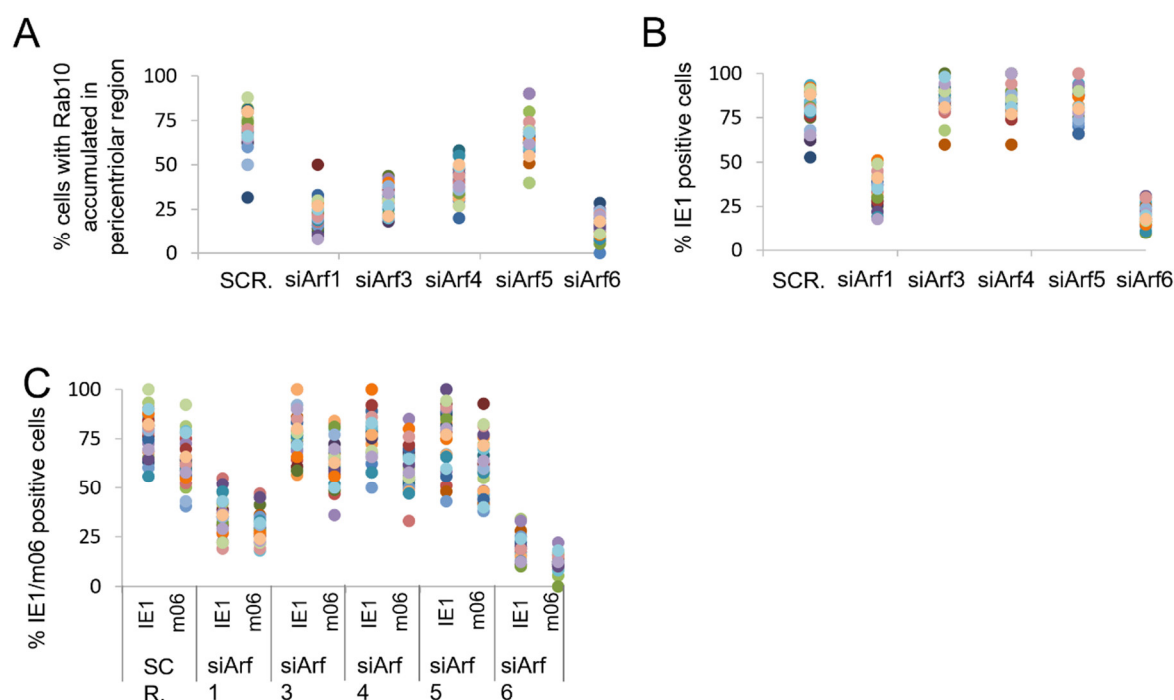 A
% cells with Rab10
accumulated in
pericentriolar region
100
75
50
25
0
SCR. siArf1 siArf3 siArf4 siArf5 siArf6
B
% IE1 positive cells
100
75
50
25
0
SCR. siArf1 siArf3 siArf4 siArf5 siArf6
C
% IE1/m06 positive cells
100
75
50
25
0
IE1 m06 IE1 m06 IE1 m06 IE1 m06 IE1 m06 IE1 m06
SC siArf siArf siArf siArf siArf
R. 1 3 4 5 6